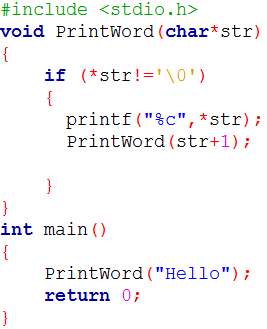 #include <stdio.h>
void PrintWord(char*str)
{
    if (*str!='\0')
    {
      printf("%c",*str);
      PrintWord(str+1);

    }
}
int main()
{
    PrintWord("Hello");
    return 0;
}